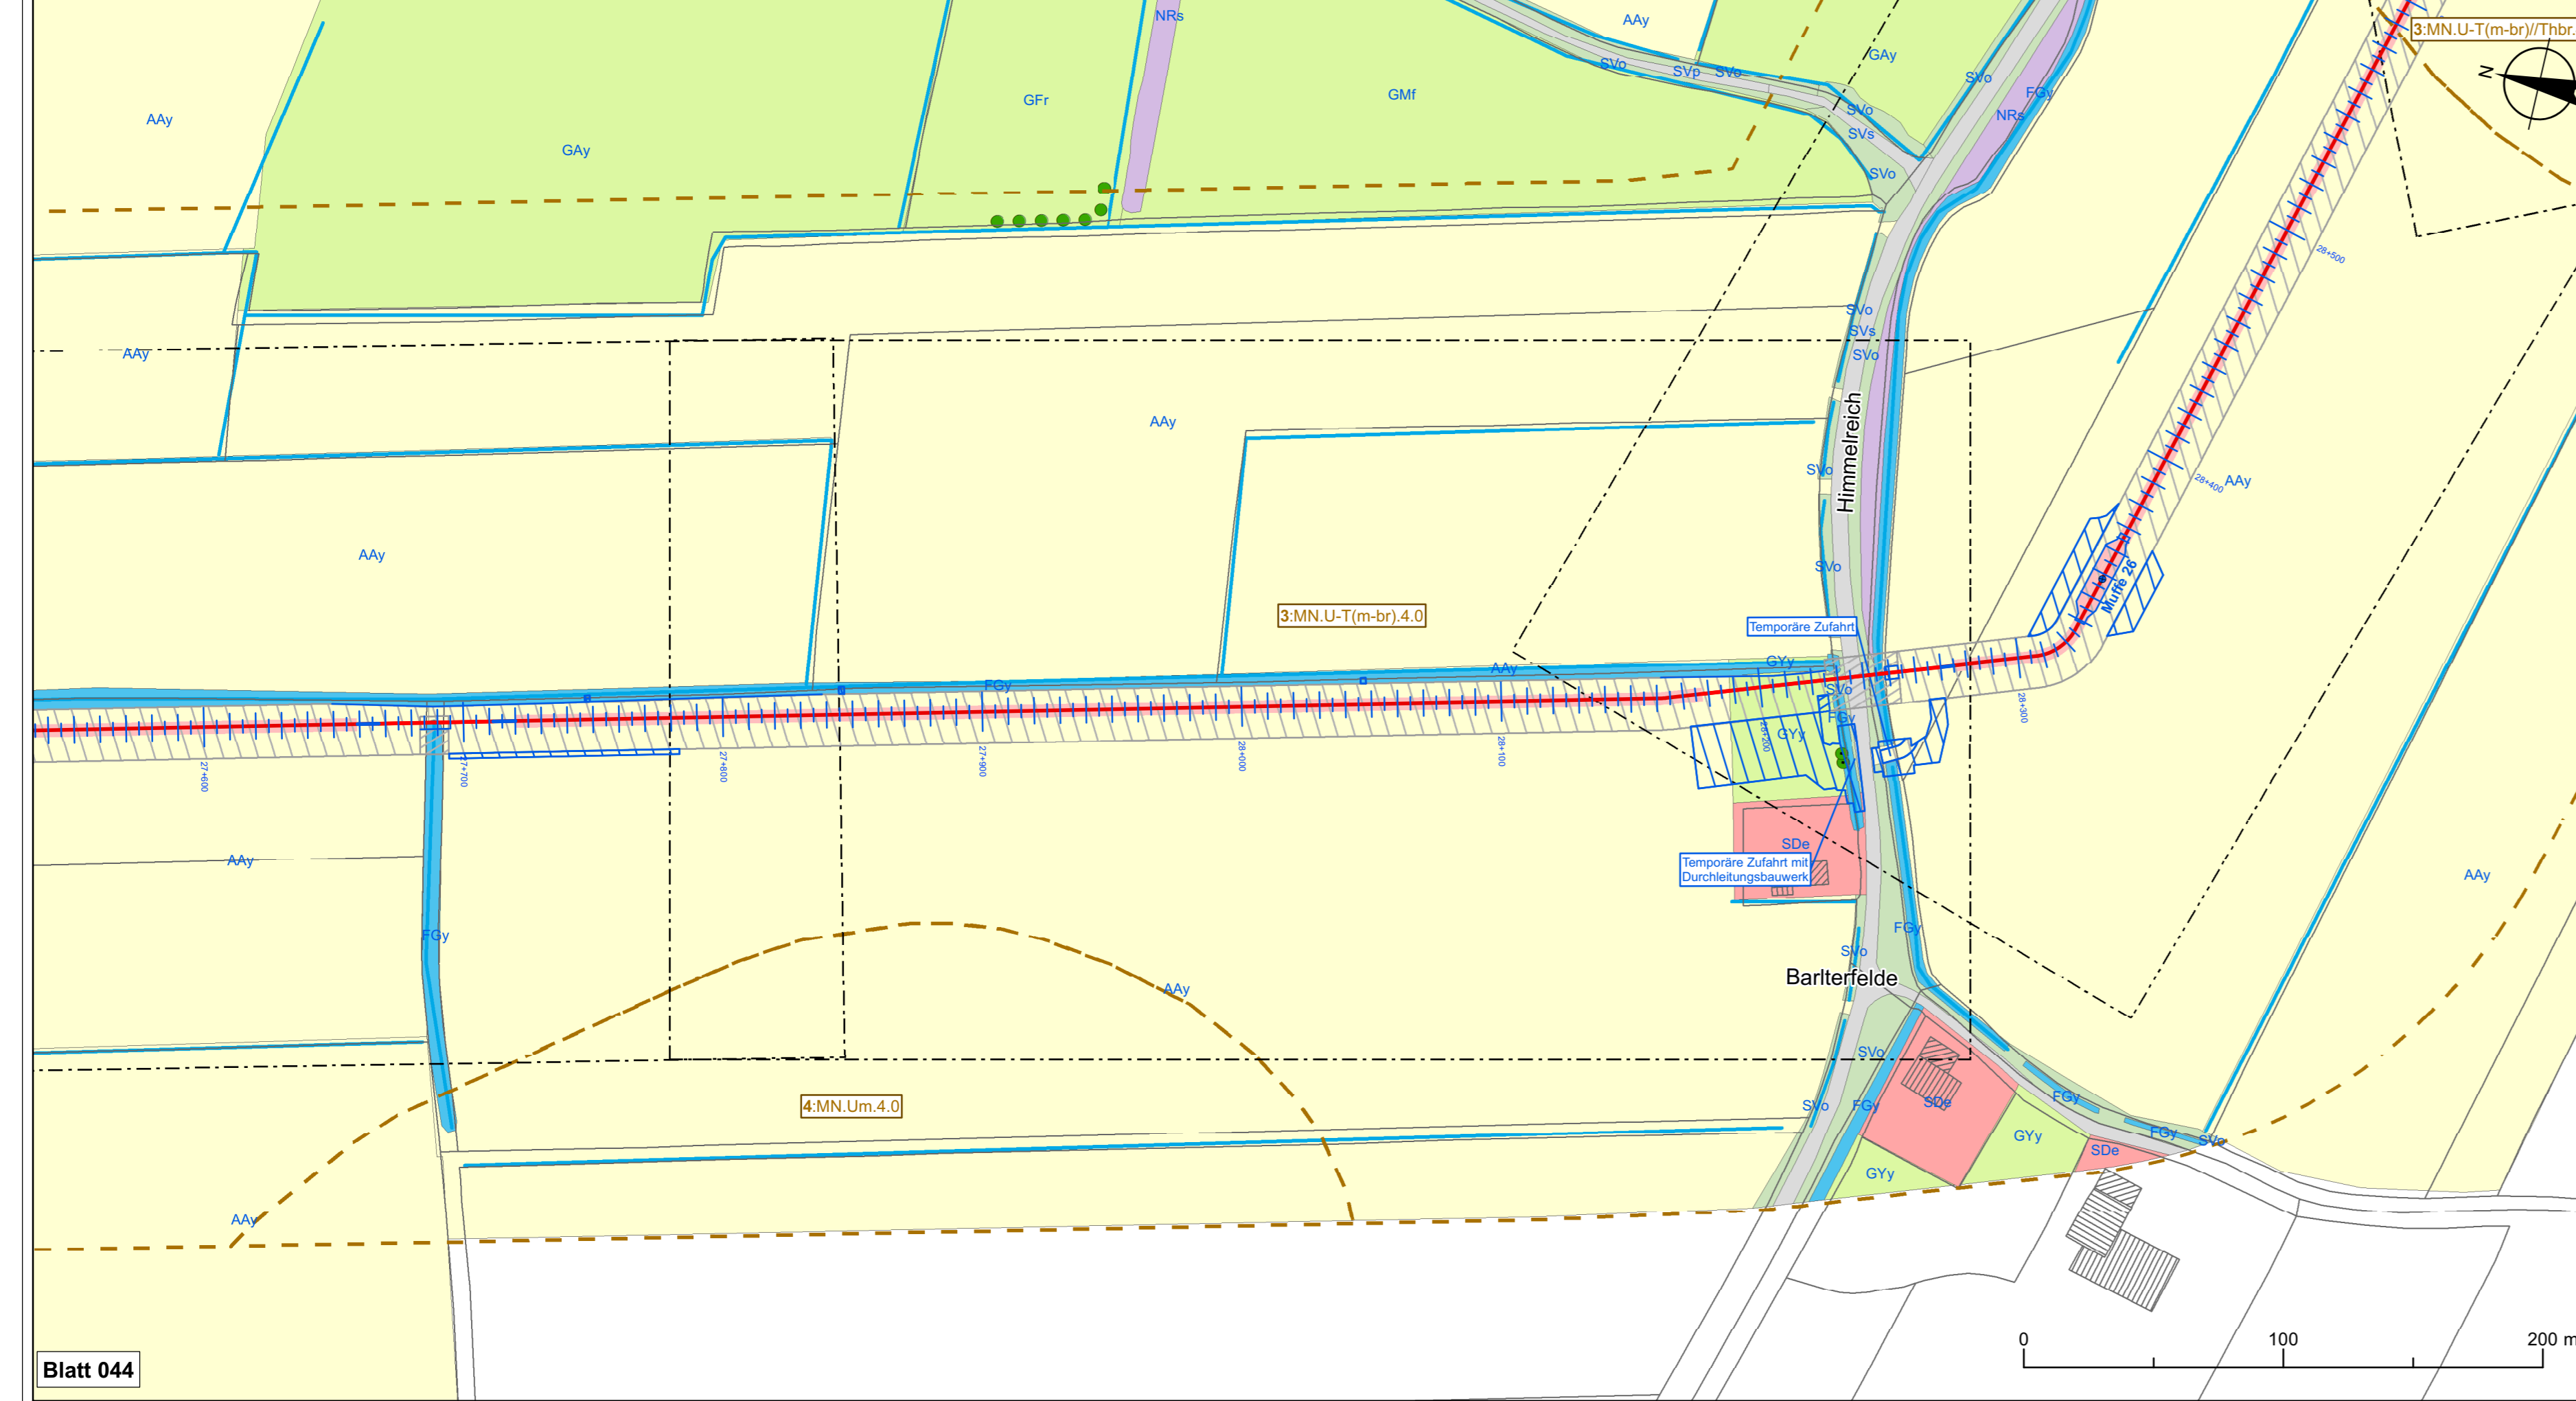 NRs
AAy
3:MN.U-T(m-br)//Thbr.
GAy
SVo
SVp
SVo
SVo
N
GMf
GFr
FGy
AAy
SVo
NRs
SVs
GAy
SVo
28+500
SVo
SVs
AAy
SVo
AAy
Himmelreich
SVo
28+400
AAy
AAy
SVo
Muffe 26
3:MN.U-T(m-br).4.0
Temporäre Zufahrt
GYy
AAy
FGy
SVo
28+300
FGy
GYy
28+200
27+600
27+700
27+800
27+900
28+000
28+100
SDe
AAy
Temporäre Zufahrt mit
Durchleitungsbauwerk
AAy
FGy
FGy
SVo
Barlterfelde
AAy
SVo
4:MN.Um.4.0
SVo
FGy
SDe
FGy
GYy
FGy
SVo
SDe
GYy
AAy
0
100
200 m
Blatt 044